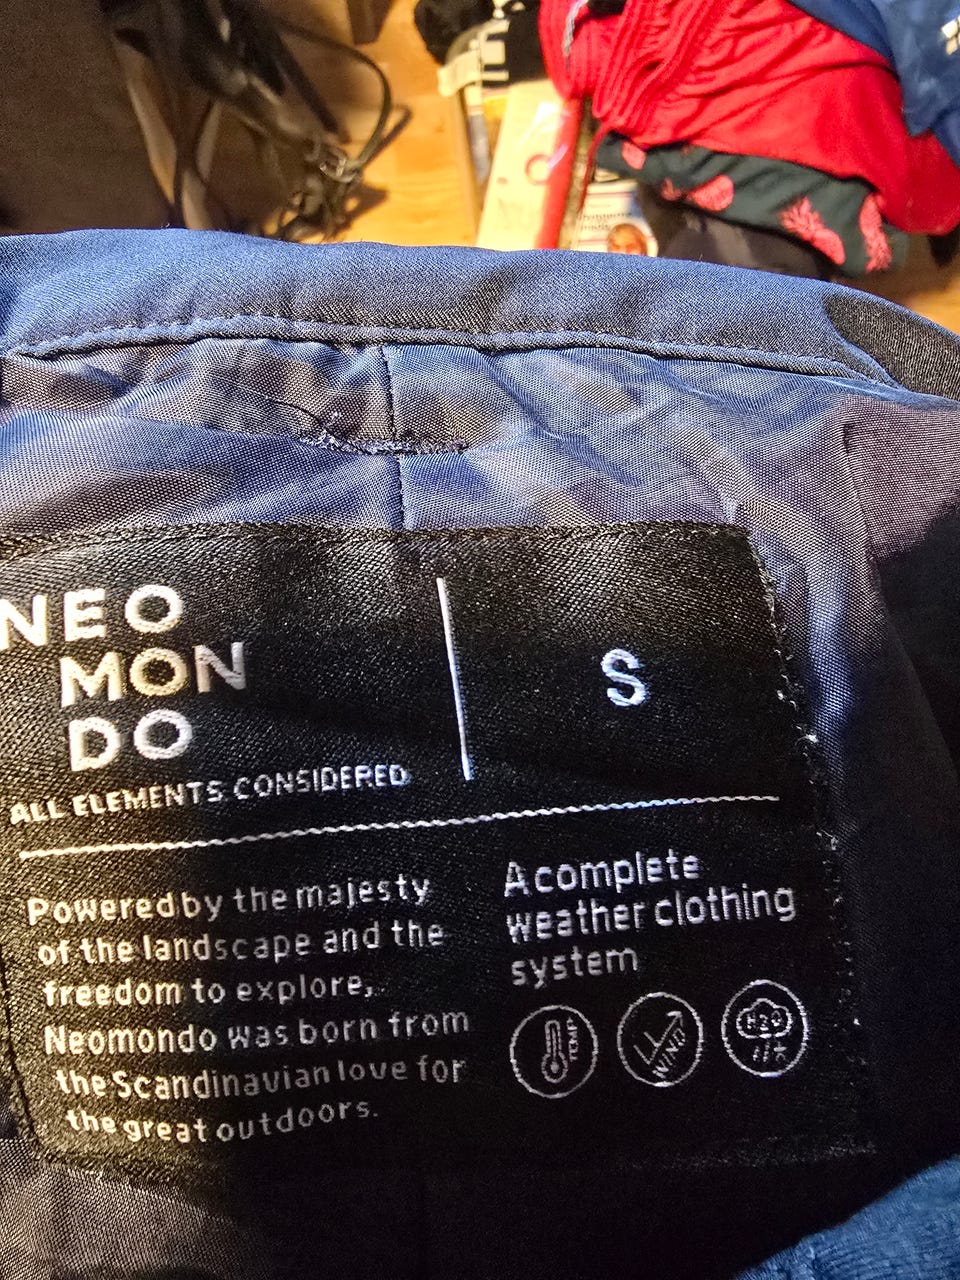 NEO
MON
DO
ALL ELEMENTS CONSIDERED
S
Powered by the majesty
of the landscape and the
freedom to explore,
Neomondo was born from
the Scandinavian love for
the great outdoors.
A complete
weather clothing
system
TEMP
WIND
H2O